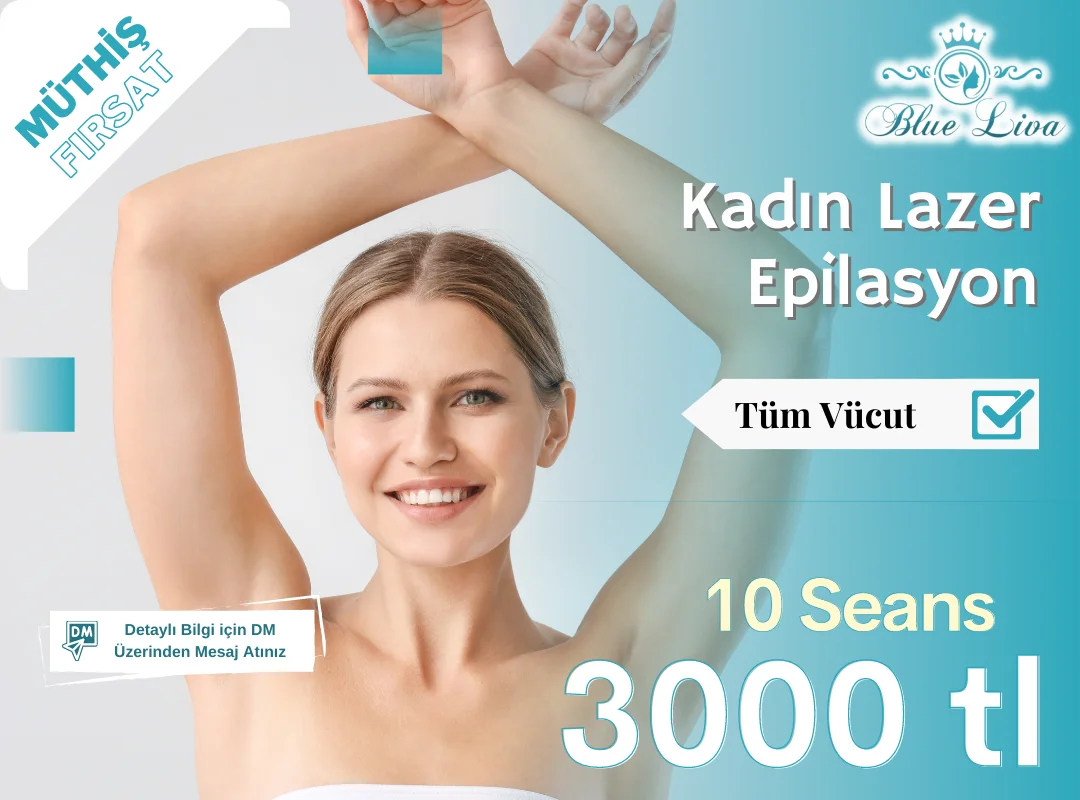 MÜTHİŞ
FIRSAT
Blue Liva
Kadın Lazer
Epilasyon
Tüm Vücut
10 Seans
3000 tl
DM
Detaylı Bilgi için DM
Üzerinden Mesaj Atınız